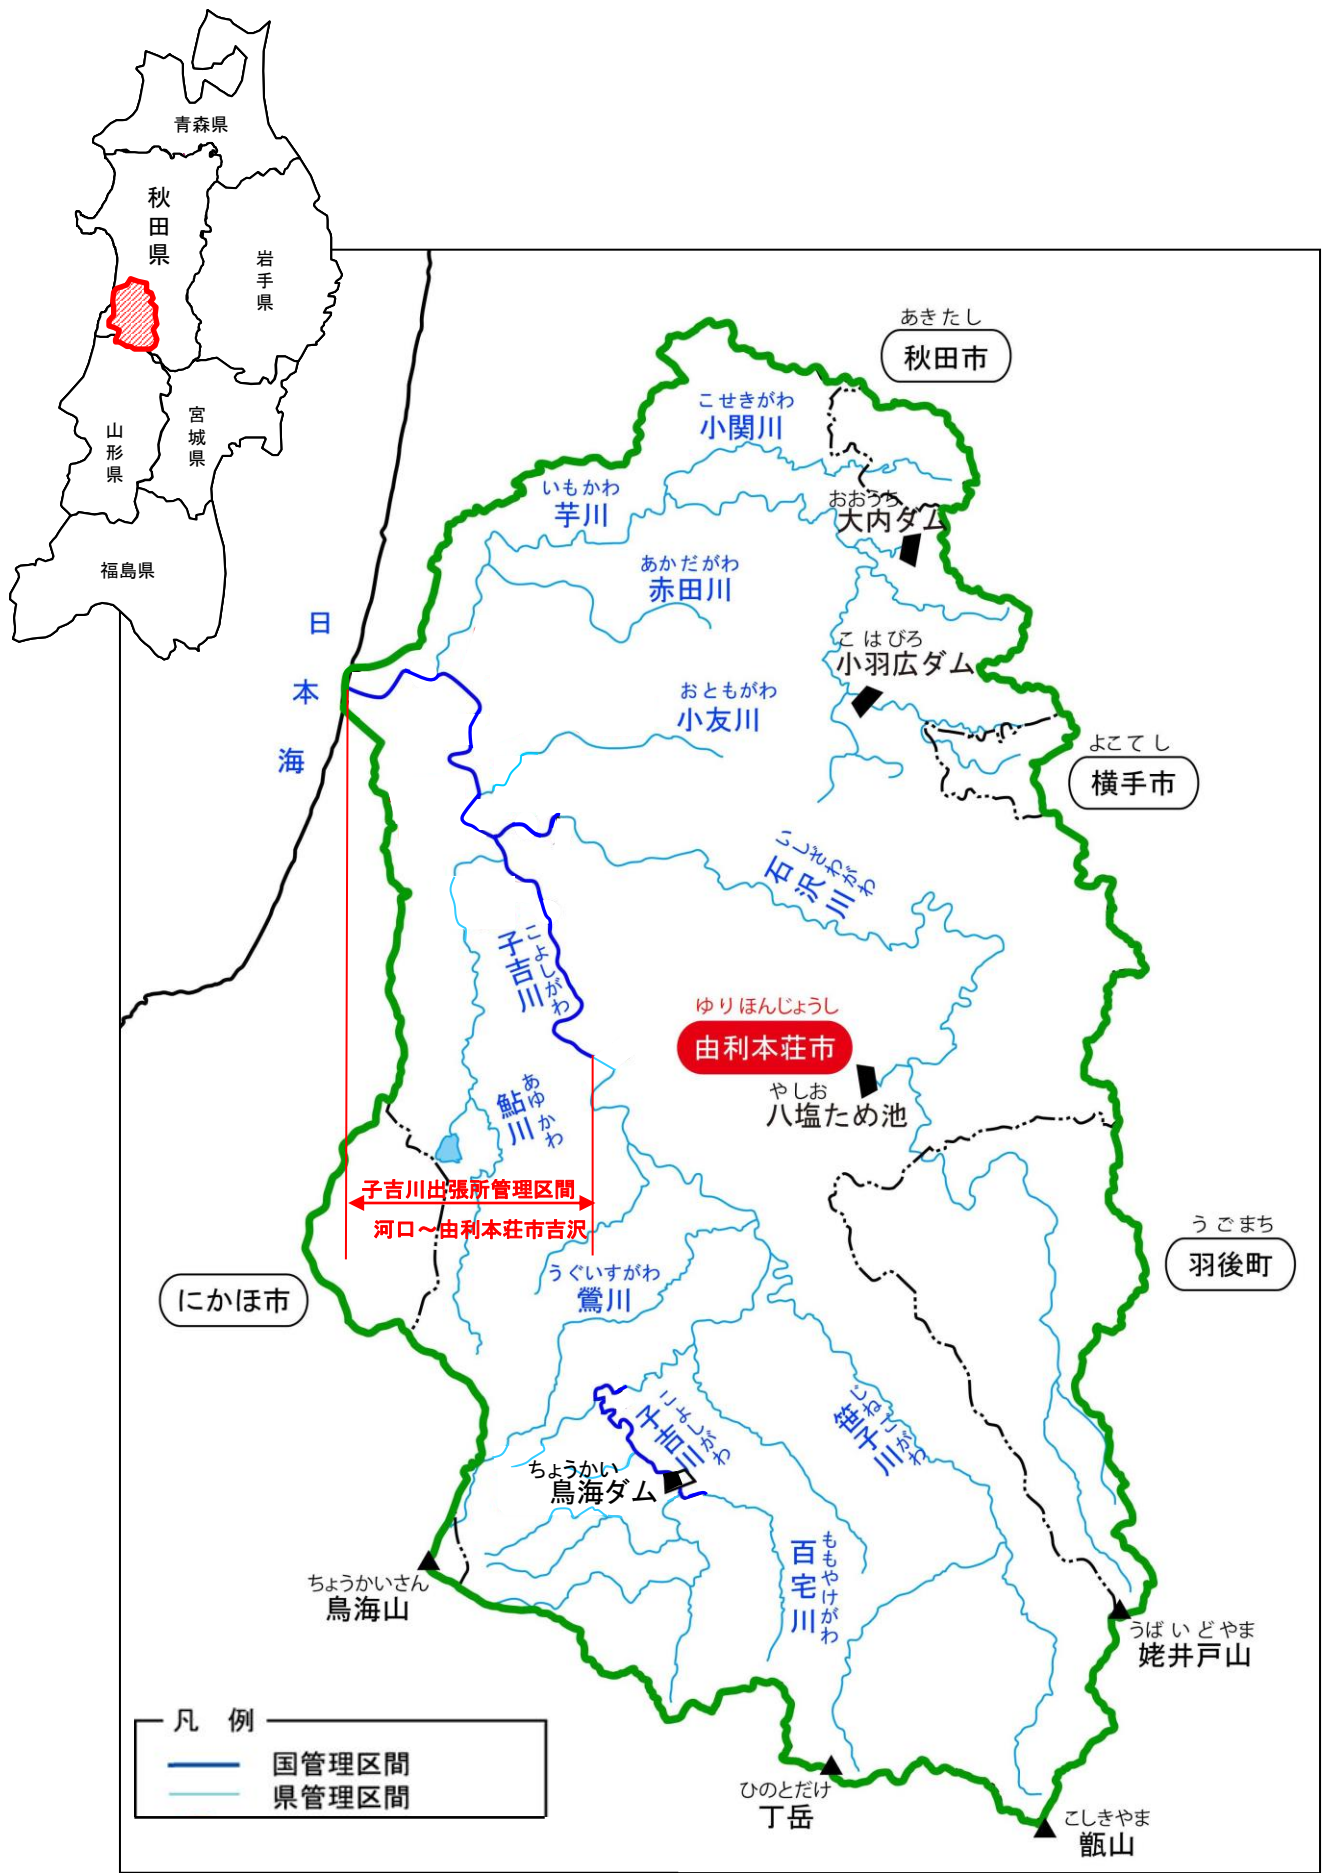 青森県
秋田県
岩手県
山形県
宮城県
福島県
あきたし
秋田市
こせきがわ
小関川
いもかわ
芋川
おおうち
大内ダム
あかだがわ
赤田川
日本海
こはびろ
小羽広ダム
おともがわ
小友川
よこてし
横手市
いしざわがわ
石沢川
こよしがわ
子吉川
ゆりほんじょうし
由利本荘市
やしお
八塩ため池
あゆかわ
鮎川
子吉川出張所管理区間
河口～由利本荘市吉沢
うごまち
羽後町
にかほ市
うぐいすがわ
鶯川
じねごがわ
笹子川
こよしがわ
子吉川
ちょうかい
鳥海ダム
ももやけがわ
百宅川
ちょうかいさん
鳥海山
うばいどやま
姥井戸山
凡例
国管理区間
県管理区間
ひのとだけ
丁岳
こしきやま
甑山